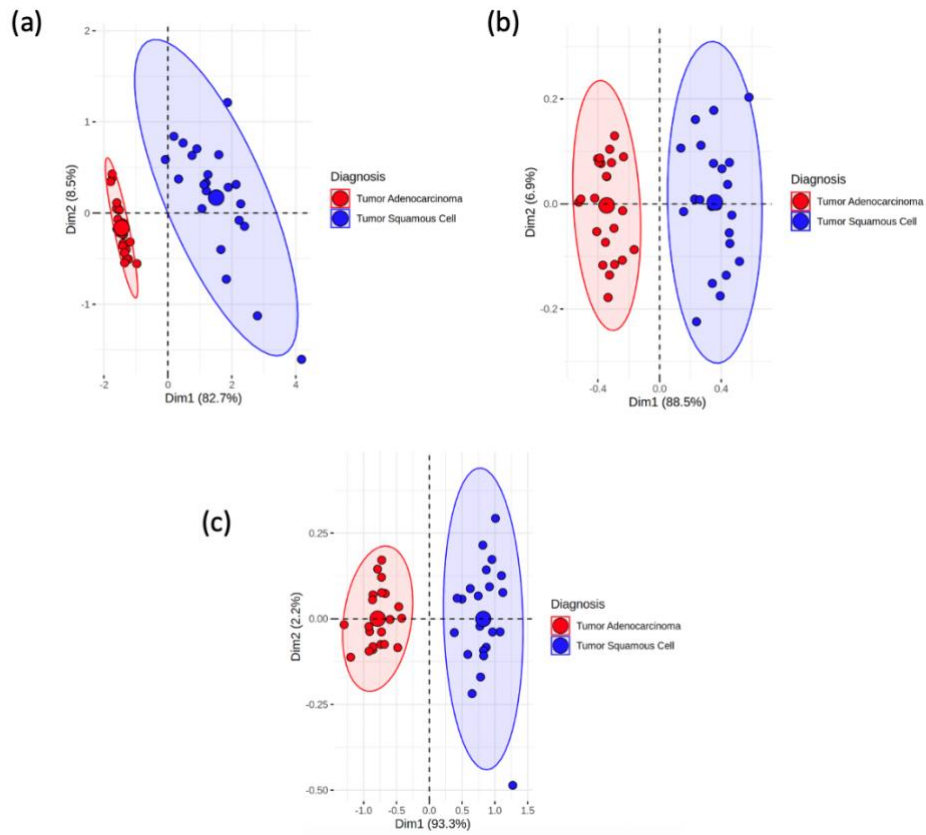 (a)
2
1
0
-1
Dim2 (8.5%)
-2
0
2
4
Dim1 (82.7%)
Diagnosis
Tumor Adenocarcinoma
Tumor Squamous Cell
(b)
0.2
0.0
-0.2
Dim2 (6.9%)
-0.4
0.0
0.4
Dim1 (88.5%)
Diagnosis
Tumor Adenocarcinoma
Tumor Squamous Cell
(c)
0.25
0.00
-0.25
-0.50
Dim2 (2.2%)
-1.0
-0.5
0.0
0.5
1.0
1.5
Dim1 (93.3%)
Diagnosis
Tumor Adenocarcinoma
Tumor Squamous Cell